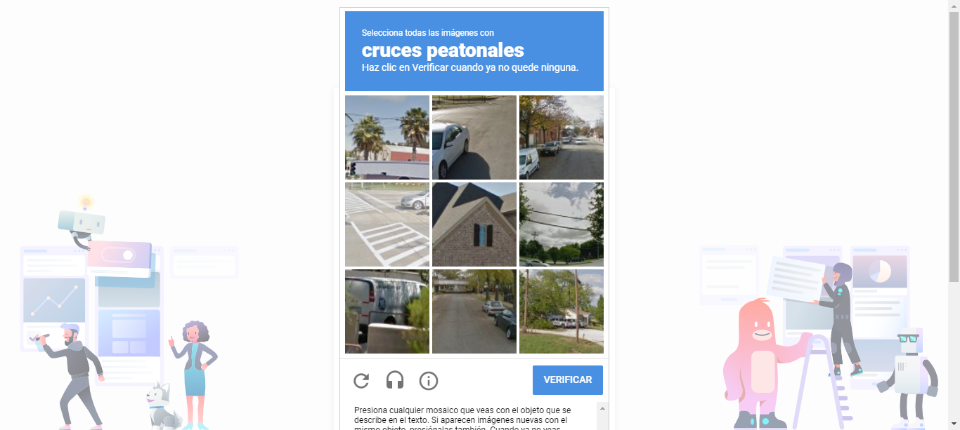 Selecciona todas las imágenes con
cruces peatonales
Haz clic en Verificar cuando ya no quede ninguna.
VERIFICAR
Presiona cualquier mosaico que veas con el objeto que se
describe en el texto. Si aparecen imágenes nuevas con el
mismo objeto, presiónalas también. Cuando ya no veas